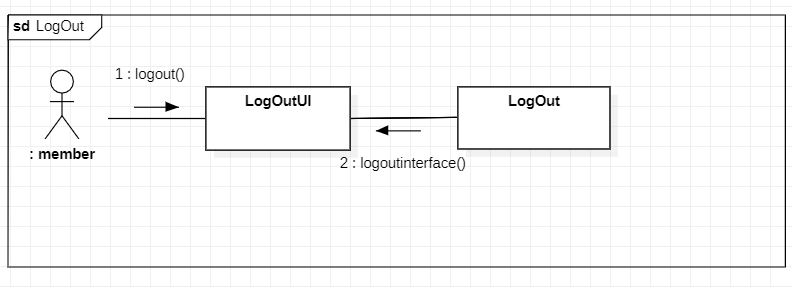 sd LogOut
1 : logout()
LogOutUI
LogOut
: member
2 : logoutinterface()